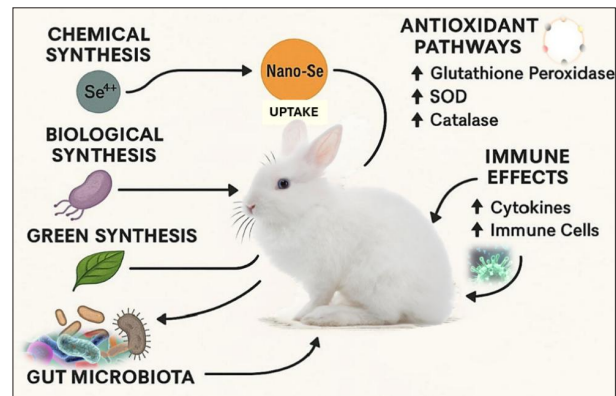 CHEMICAL
SYNTHESIS
Se⁴⁺
Nano-Se
UPTAKE
BIOLOGICAL
SYNTHESIS
GREEN SYNTHESIS
GUT MICROBIOTA
ANTIOXIDANT
PATHWAYS
↑ Glutathione Peroxidase
↑ SOD
↑ Catalase
IMMUNE
EFFECTS
↑ Cytokines
↑ Immune Cells